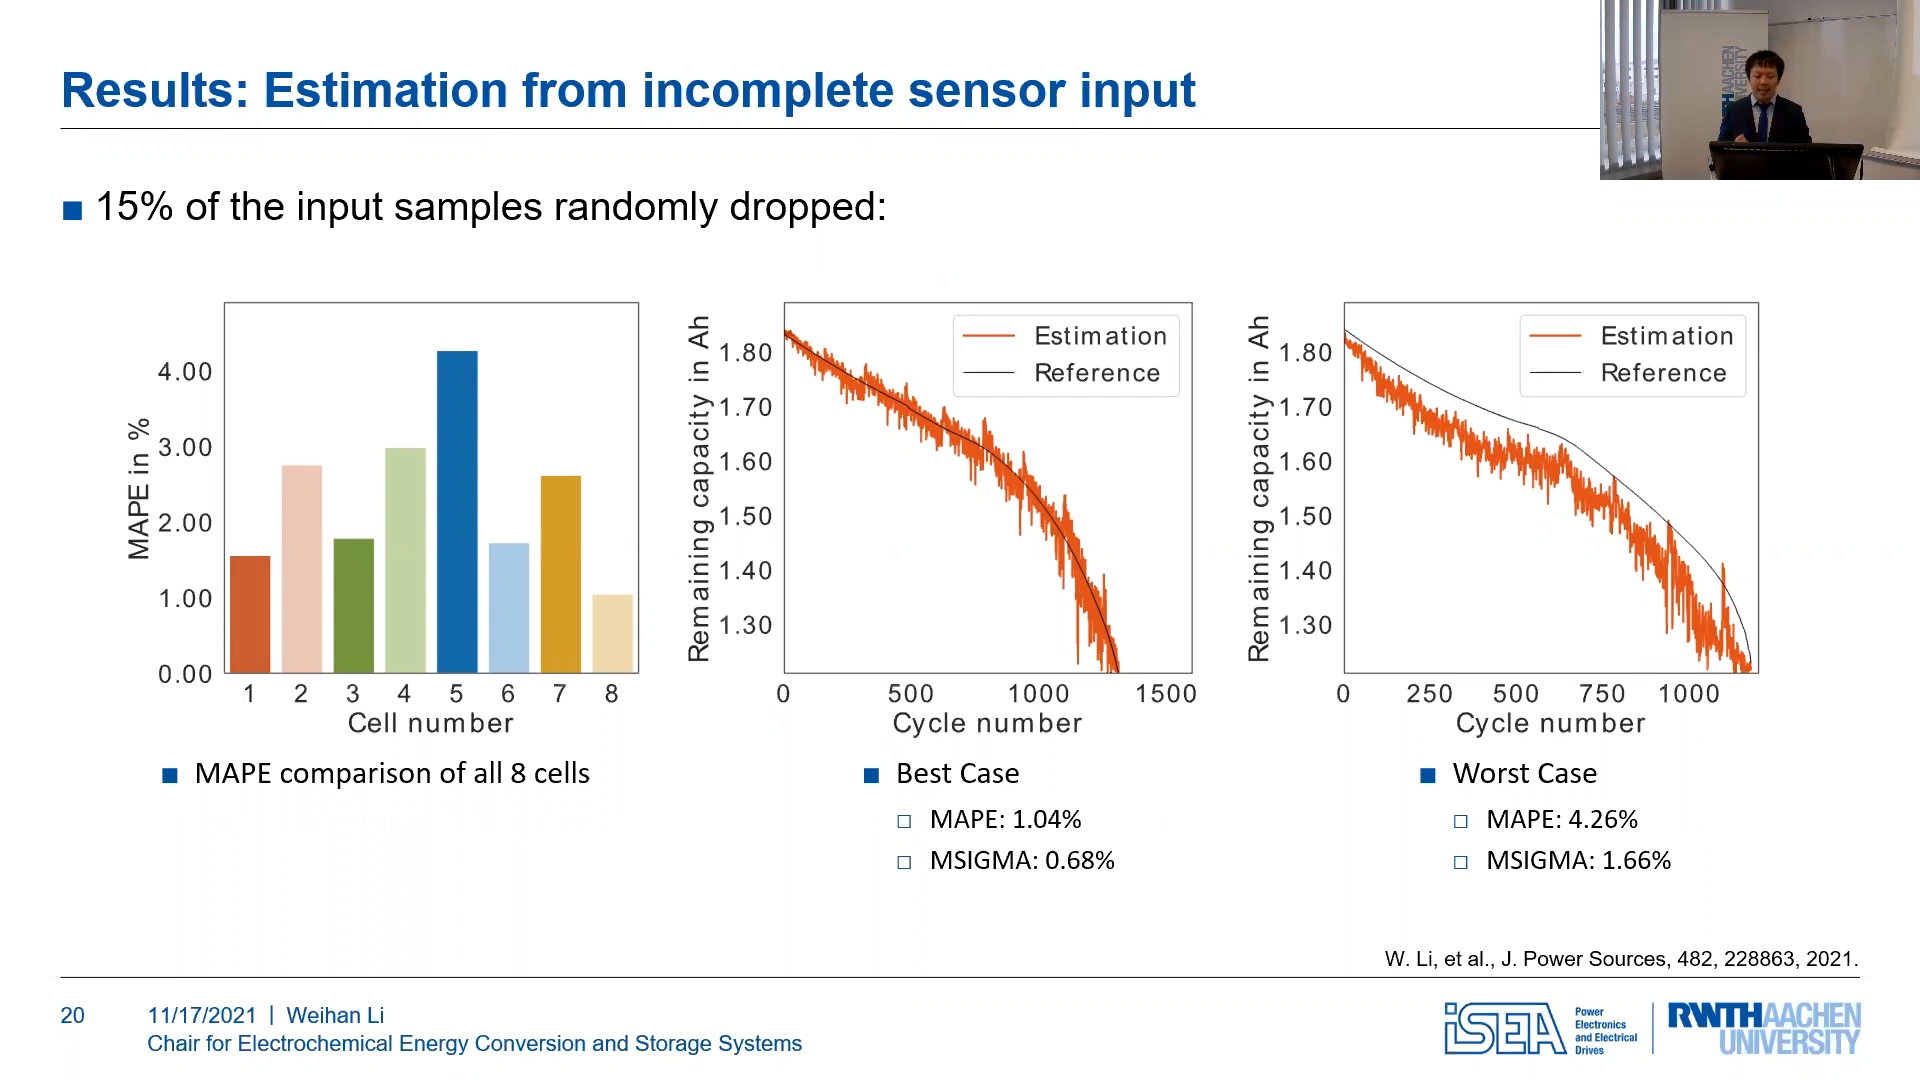 Results: Estimation from incomplete sensor input
AACHEN
UNIVERSITY
15% of the input samples randomly dropped:
MAPE in %
4.00
3.00
2.00
1.00
0.00
1 2 3 4 5 6 7 8
Cell number
Remaining capacity in Ah
1.80
1.70
1.60
1.50
1.40
1.30
Estimation
Reference
0 500 1000 1500
Cycle number
Remaining capacity in Ah
1.80
1.70
1.60
1.50
1.40
1.30
Estimation
Reference
0 250 500 750 1000
Cycle number
MAPE comparison of all 8 cells
Best Case
MAPE: 1.04%
MSIGMA: 0.68%
Worst Case
MAPE: 4.26%
MSIGMA: 1.66%
W. Li, et al., J. Power Sources, 482, 228863, 2021.
20 11/17/2021 | Weihan Li
Chair for Electrochemical Energy Conversion and Storage Systems
iSEA
Power
Electronics
and Electrical
Drives
RWTH AACHEN
UNIVERSITY